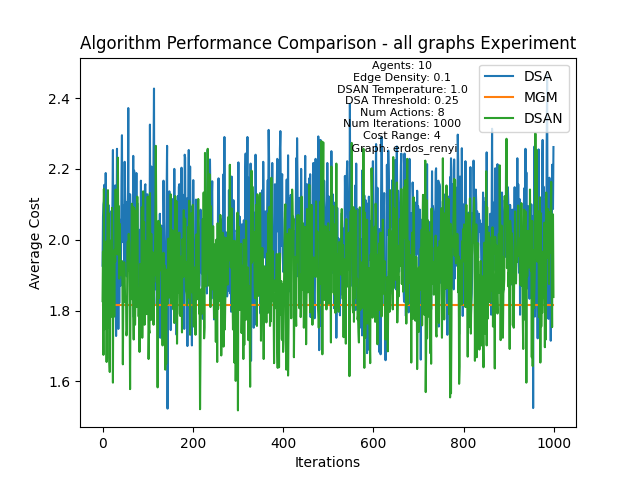 Algorithm Performance Comparison - all graphs Experiment
Agents: 10
Edge Density: 0.1
DSAN Temperature: 1.0
DSA Threshold: 0.25
Num Actions: 8
Num Iterations: 1000
Cost Range: 4
Graph: erdos_renyi
DSA
MGM
DSAN
Average Cost
2.4
2.2
2.0
1.8
1.6
0
200
400
600
800
1000
Iterations